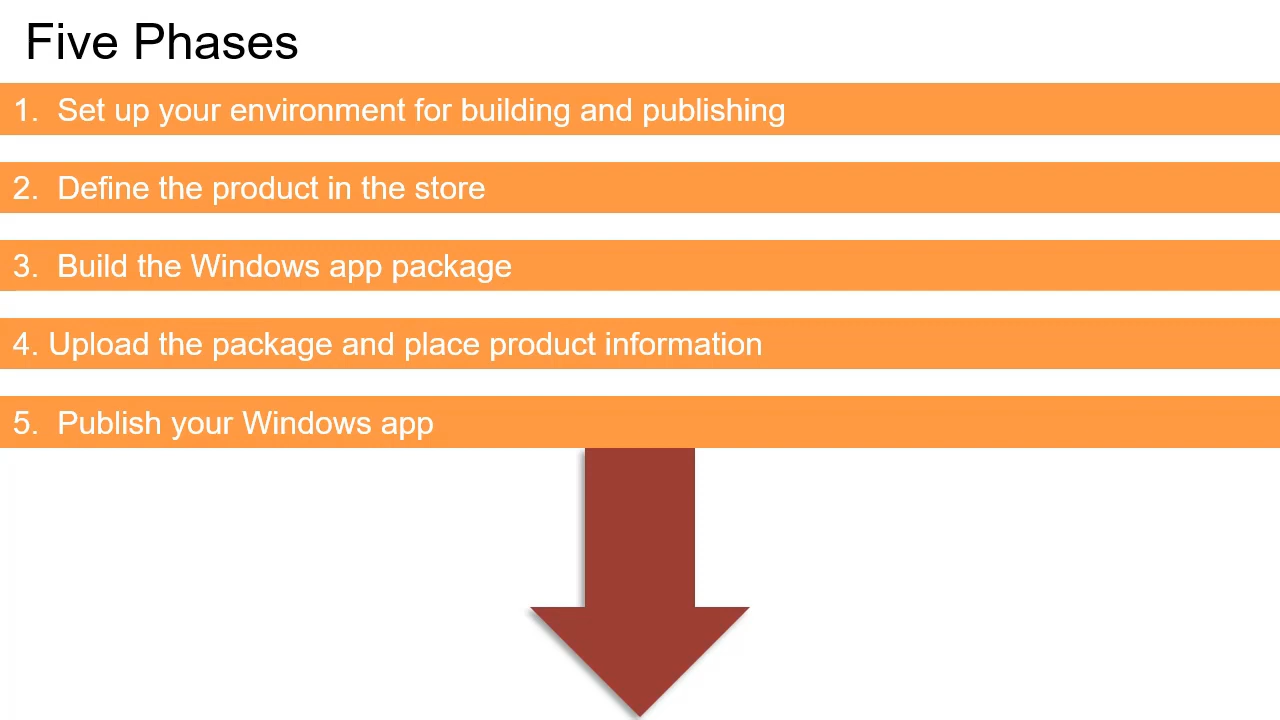 Five Phases
1. Set up your environment for building and publishing
2. Define the product in the store
3. Build the Windows app package
4. Upload the package and place product information
5. Publish your Windows app